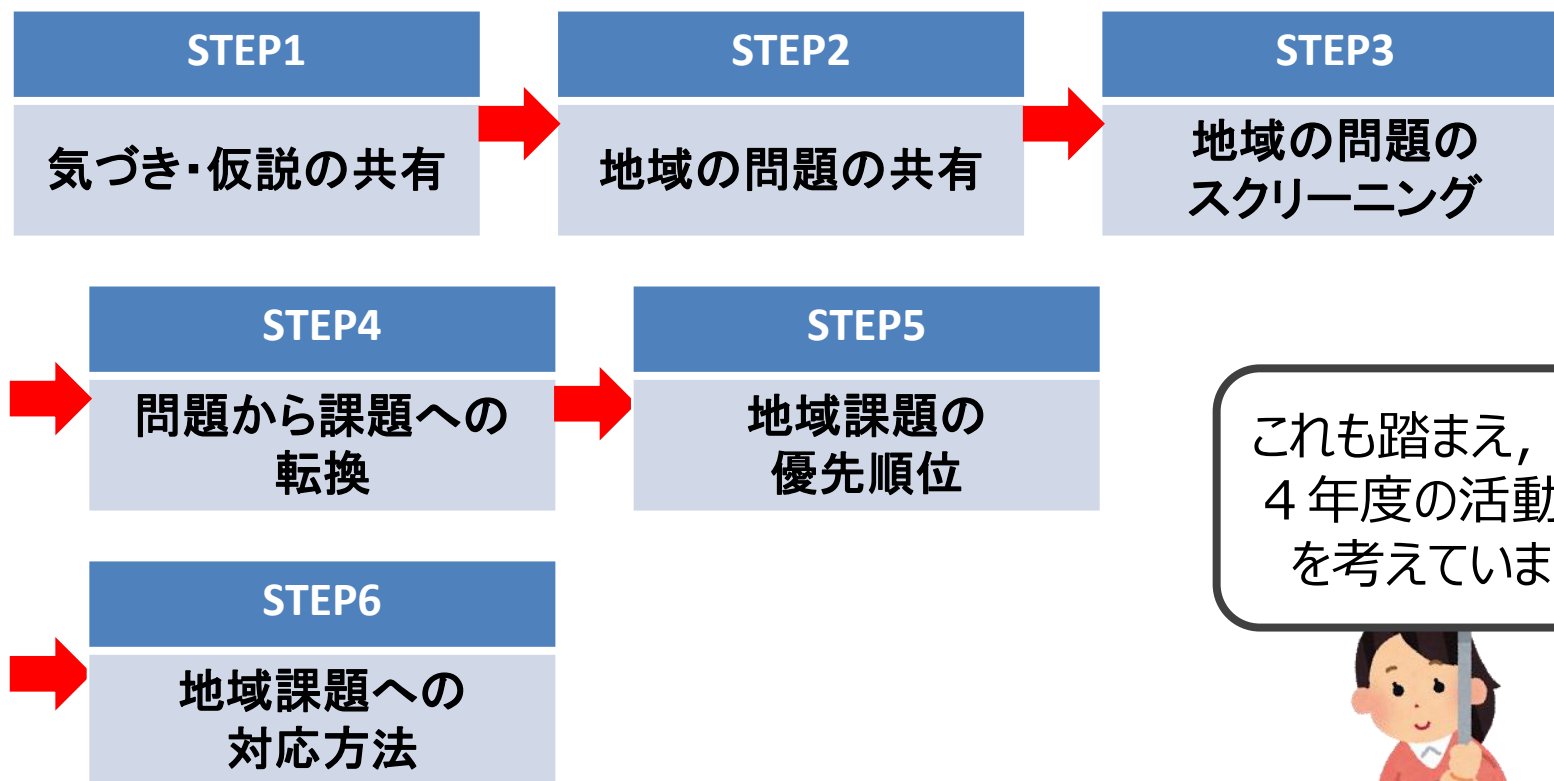 STEP1
気づき・仮説の共有
STEP2
地域の問題の共有
STEP3
地域の問題の
スクリーニング
STEP4
問題から課題への
転換
STEP5
地域課題の
優先順位
これも踏まえ，
４年度の活動
を考えていま
STEP6
地域課題への
対応方法